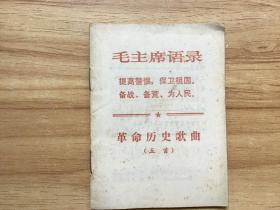 毛主席语录
提高警惕，保卫祖国。
备战、备荒、为人民。
革命历史歌曲
（五首）